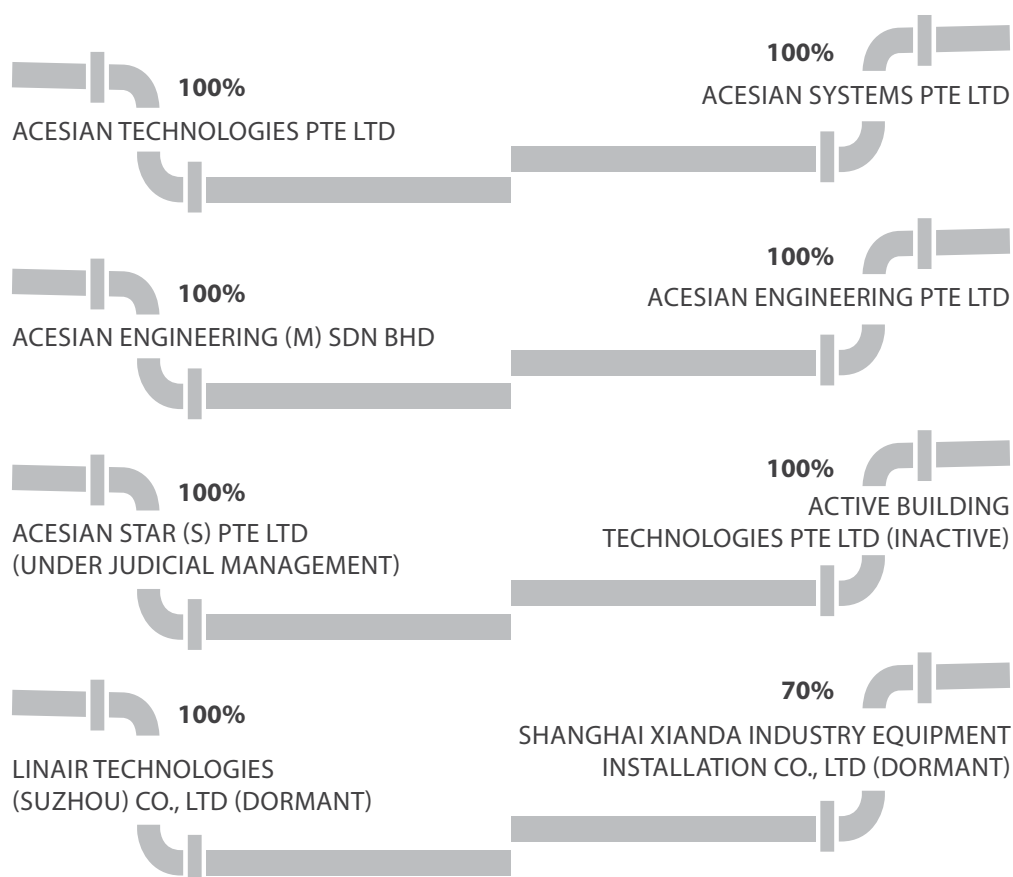 100%
ACESIAN TECHNOLOGIES PTE LTD
100%
ACESIAN SYSTEMS PTE LTD
100%
ACESIAN ENGINEERING (M) SDN BHD
100%
ACESIAN ENGINEERING PTE LTD
100%
ACESIAN STAR (S) PTE LTD
(UNDER JUDICIAL MANAGEMENT)
100%
ACTIVE BUILDING
TECHNOLOGIES PTE LTD (INACTIVE)
100%
LINAIR TECHNOLOGIES
(SUZHOU) CO., LTD (DORMANT)
70%
SHANGHAI XIANDA INDUSTRY EQUIPMENT
INSTALLATION CO., LTD (DORMANT)